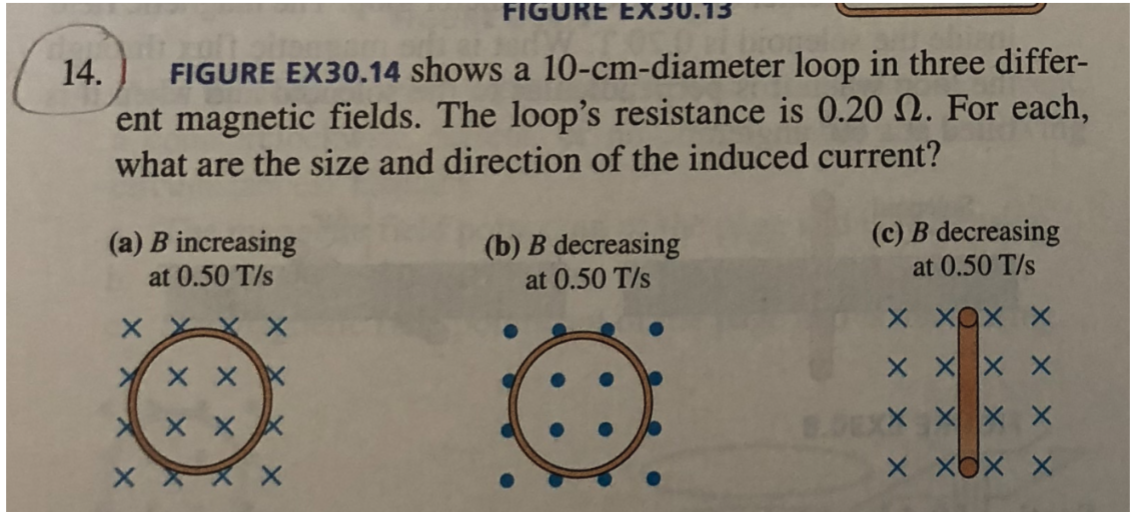 FIGURE EX30.13
14. FIGURE EX30.14 shows a 10-cm-diameter loop in three differ-
ent magnetic fields. The loop's resistance is 0.20 Ω. For each,
what are the size and direction of the induced current?
(a) B increasing
at 0.50 T/s
(b) B decreasing
at 0.50 T/s
(c) B decreasing
at 0.50 T/s